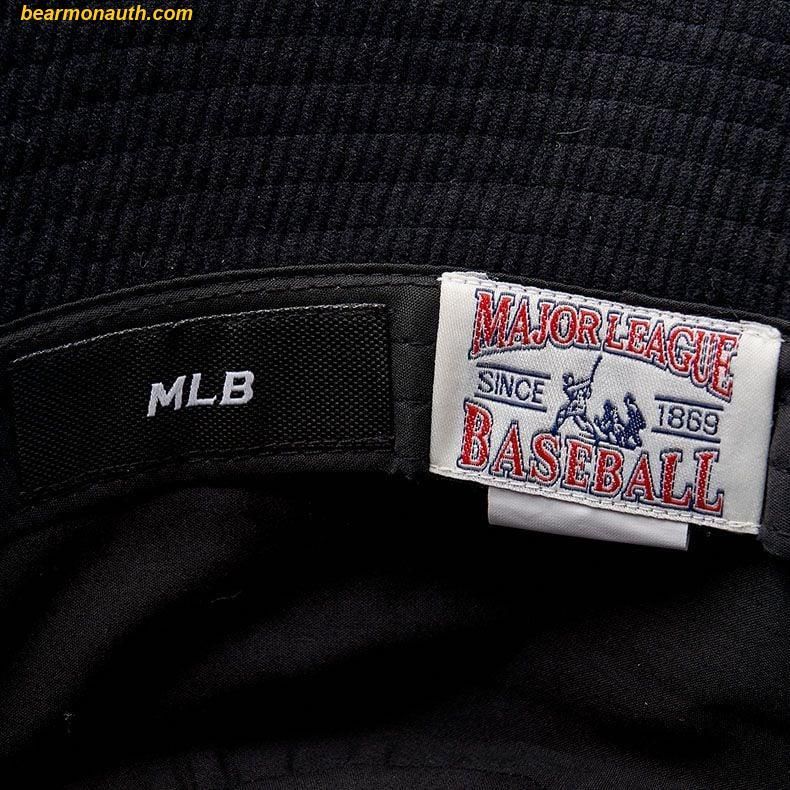 bearmonauth.com
MLB
MAJOR LEAGUE
SINCE 1869
BASEBALL